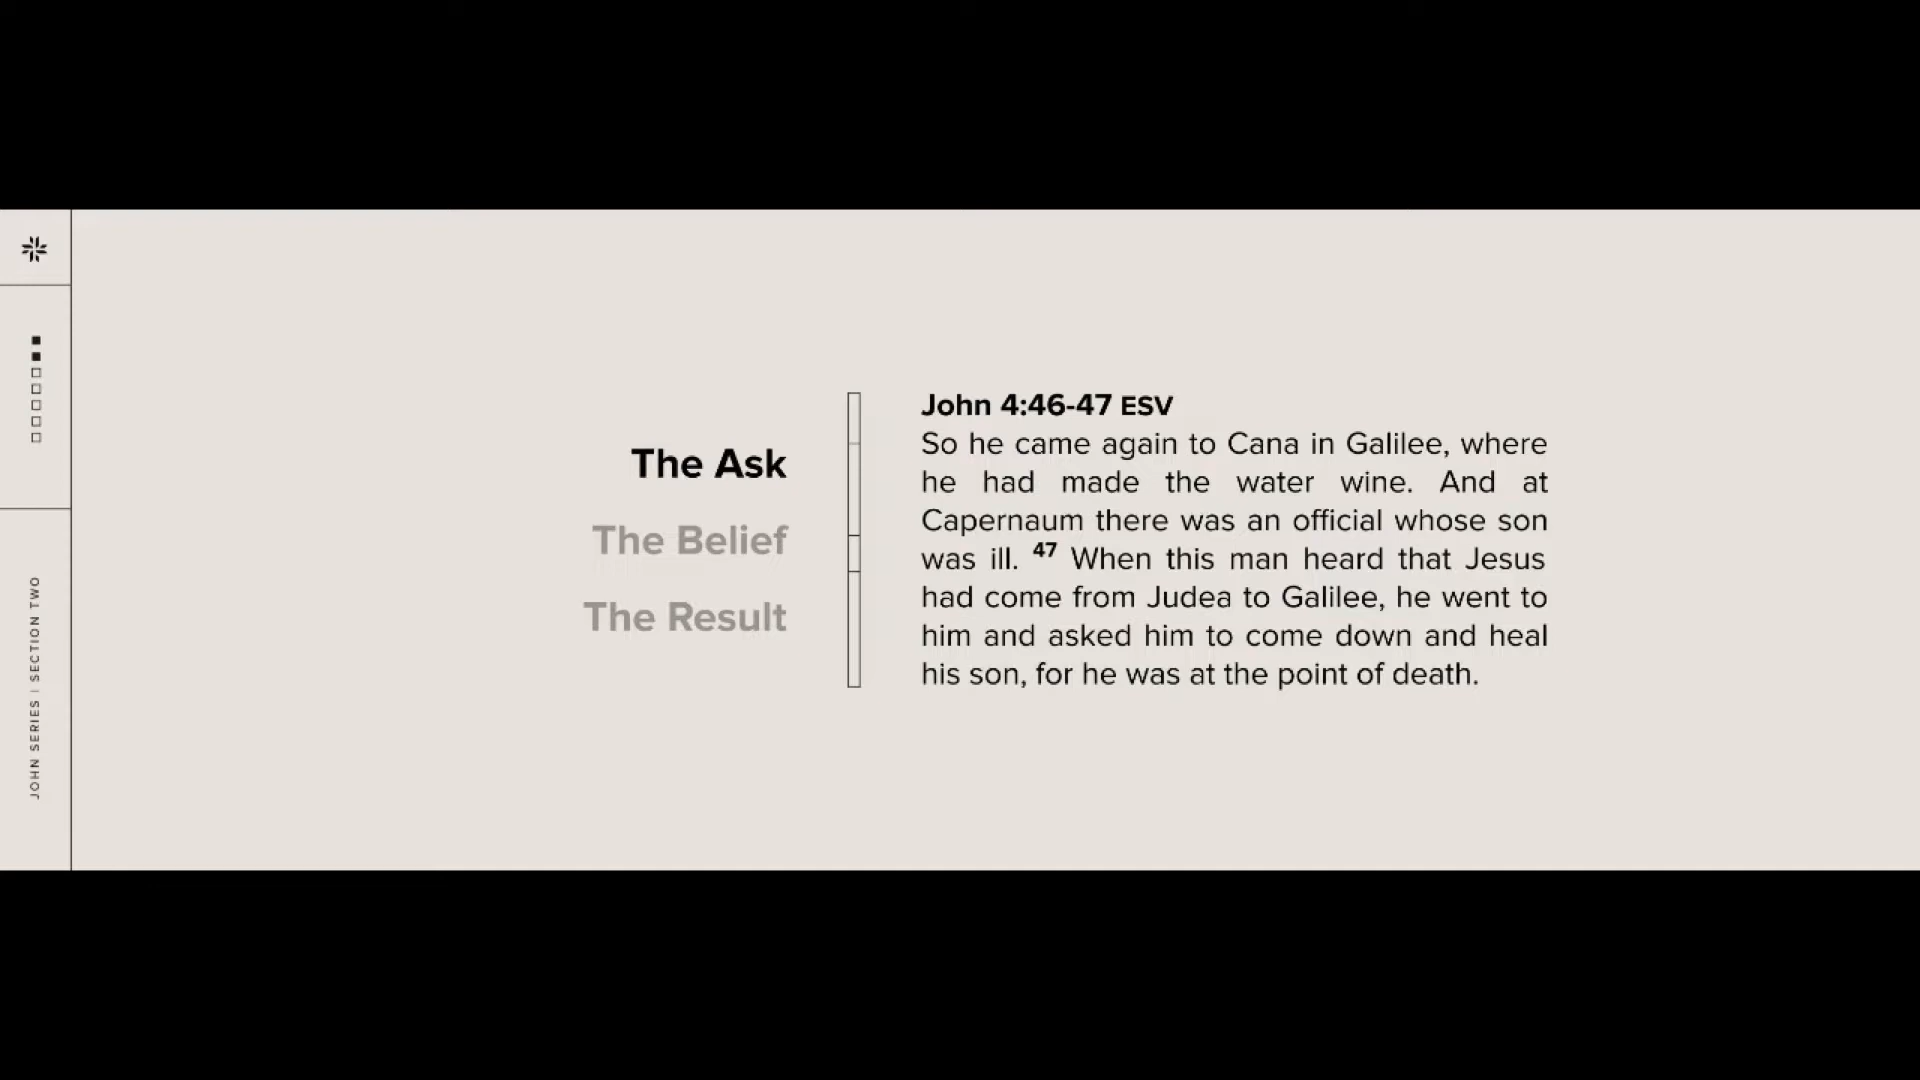 The Ask
The Belief
The Result
John 4:46-47 ESV
So he came again to Cana in Galilee, where
he had made the water wine. And at
Capernaum there was an official whose son
was ill. 47 When this man heard that Jesus
had come from Judea to Galilee, he went to
him and asked him to come down and heal
his son, for he was at the point of death.
JOHN SERIES | SECTION TWO